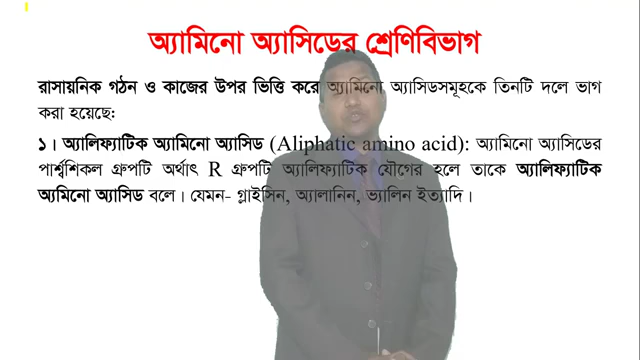 অ্যামিনো অ্যাসিডের শ্রেণিবিভাগ
রাসায়নিক গঠন ও কাজের উপর ভিত্তি করে অ্যামিনো অ্যাসিডসমূহকে তিনটি দলে ভাগ
করা হয়েছে:
১। অ্যালিফ্যাটিক অ্যামিনো অ্যাসিড (Aliphatic amino acid): অ্যামিনো অ্যাসিডের
পার্শ্বশিকল গ্রুপটি অর্থাৎ R গ্রুপটি অ্যালিফ্যাটিক যৌগের হলে তাকে অ্যালিফ্যাটিক
অ্যমিনো অ্যাসিড বলে। যেমন- গ্লাইসিন, অ্যালানিন, ভ্যালিন ইত্যাদি।